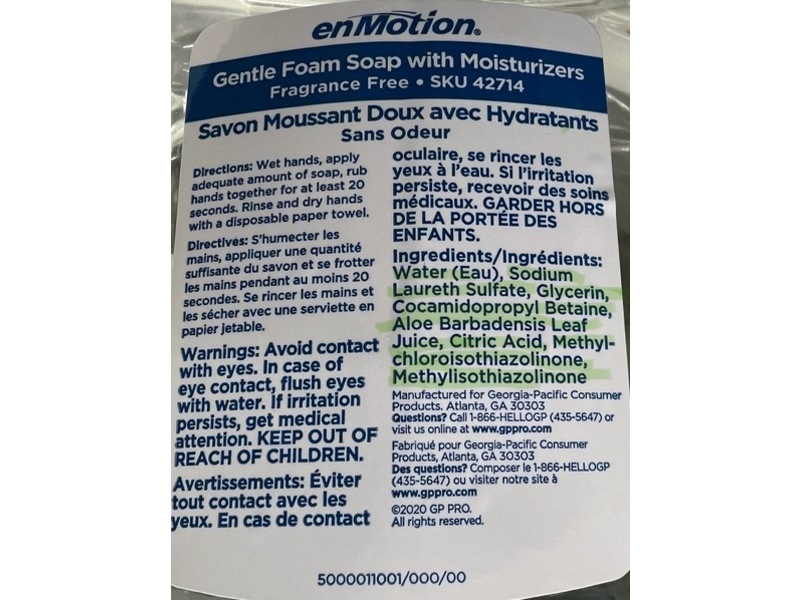 enMotion®
Gentle Foam Soap with Moisturizers
Fragrance Free • SKU 42714
Savon Moussant Doux avec Hydratants
Sans Odeur
Directions: Wet hands, apply
adequate amount of soap, rub
hands together for at least 20
seconds. Rinse and dry hands
with a disposable paper towel.
Directives: S'humecter les
mains, appliquer une quantité
suffisante du savon et se frotter
les mains pendant au moins 20
secondes. Se rincer les mains et
les sécher avec une serviette en
papier jetable.
Warnings: Avoid contact
with eyes. In case of
eye contact, flush eyes
with water. If irritation
persists, get medical
attention. KEEP OUT OF
REACH OF CHILDREN.
Avertissements: Éviter
tout contact avec les
yeux. En cas de contact
oculaire, se rincer les
yeux à l'eau. Si l'irritation
persiste, recevoir des soins
médicaux. GARDER HORS
DE LA PORTÉE DES
ENFANTS.
Ingredients/Ingrédients:
Water (Eau), Sodium
Laureth Sulfate, Glycerin,
Cocamidopropyl Betaine,
Aloe Barbadensis Leaf
Juice, Citric Acid, Methyl-
chloroisothiazolinone,
Methylisothiazolinone
Manufactured for Georgia-Pacific Consumer
Products. Atlanta, GA 30303
Questions? Call 1-866-HELLOGP (435-5647) or
visit us online at www.gppro.com
Fabriqué pour Georgia-Pacific Consumer
Products, Atlanta, GA 30303
Des questions? Composer le 1-866-HELLOGP
(435-5647) ou visiter notre site à
www.gppro.com
©2020 GP PRO.
All rights reserved.
5000011001/000/00